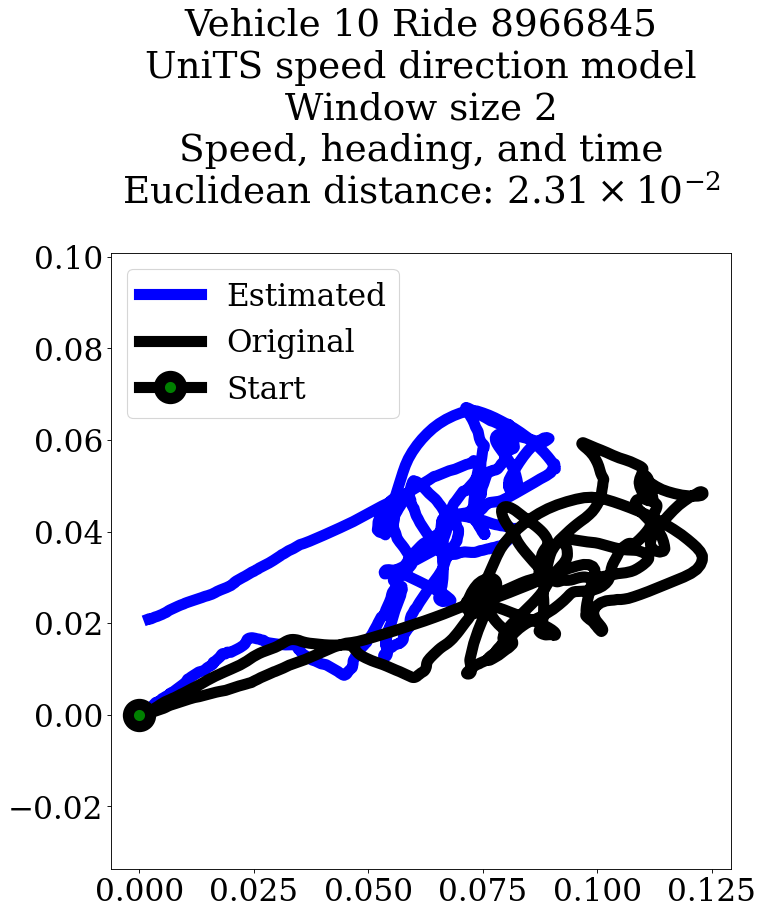 Vehicle 10 Ride 8966845
UniTS speed direction model
Window size 2
Speed, heading, and time
Euclidean distance: 2.31 × 10⁻²
0.10
Estimated
0.08
Original
Start
0.06
0.04
0.02
0.00
−0.02
0.000 0.025 0.050 0.075 0.100 0.125